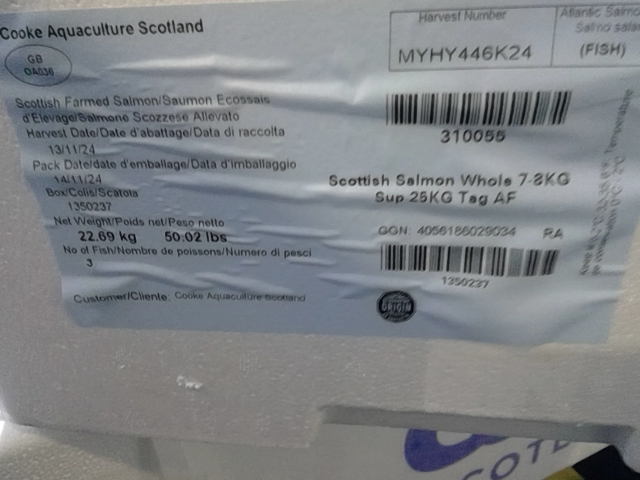 Cooke Aquaculture Scotland
GB
OA036
Harvest Number
MYHY446K24
Atlantic Salmo
Salmo salar
(FISH)
Scottish Farmed Salmon/Saumon Ecossais
d'Elevage/Salmone Scozzese Allevato
Harvest Date/Date d'abattage/Data di raccolta
13/11/24
Pack Date/date d'emballage/Data d'imballaggio
14/11/24
Box/Colis/Scatola
1350237
Net Weight/Poids net/Peso netto
22.69 kg 50.02 lbs
No of Fish/Nombre de poissons/Numero di pesci
3
Customer/Cliente: Cooke Aquaculture Scotland
310055
Scottish Salmon Whole 7-8KG
Sup 25KG Tag AF
GGN: 4056186029034 RA
1350237
ORIGIN
COTL